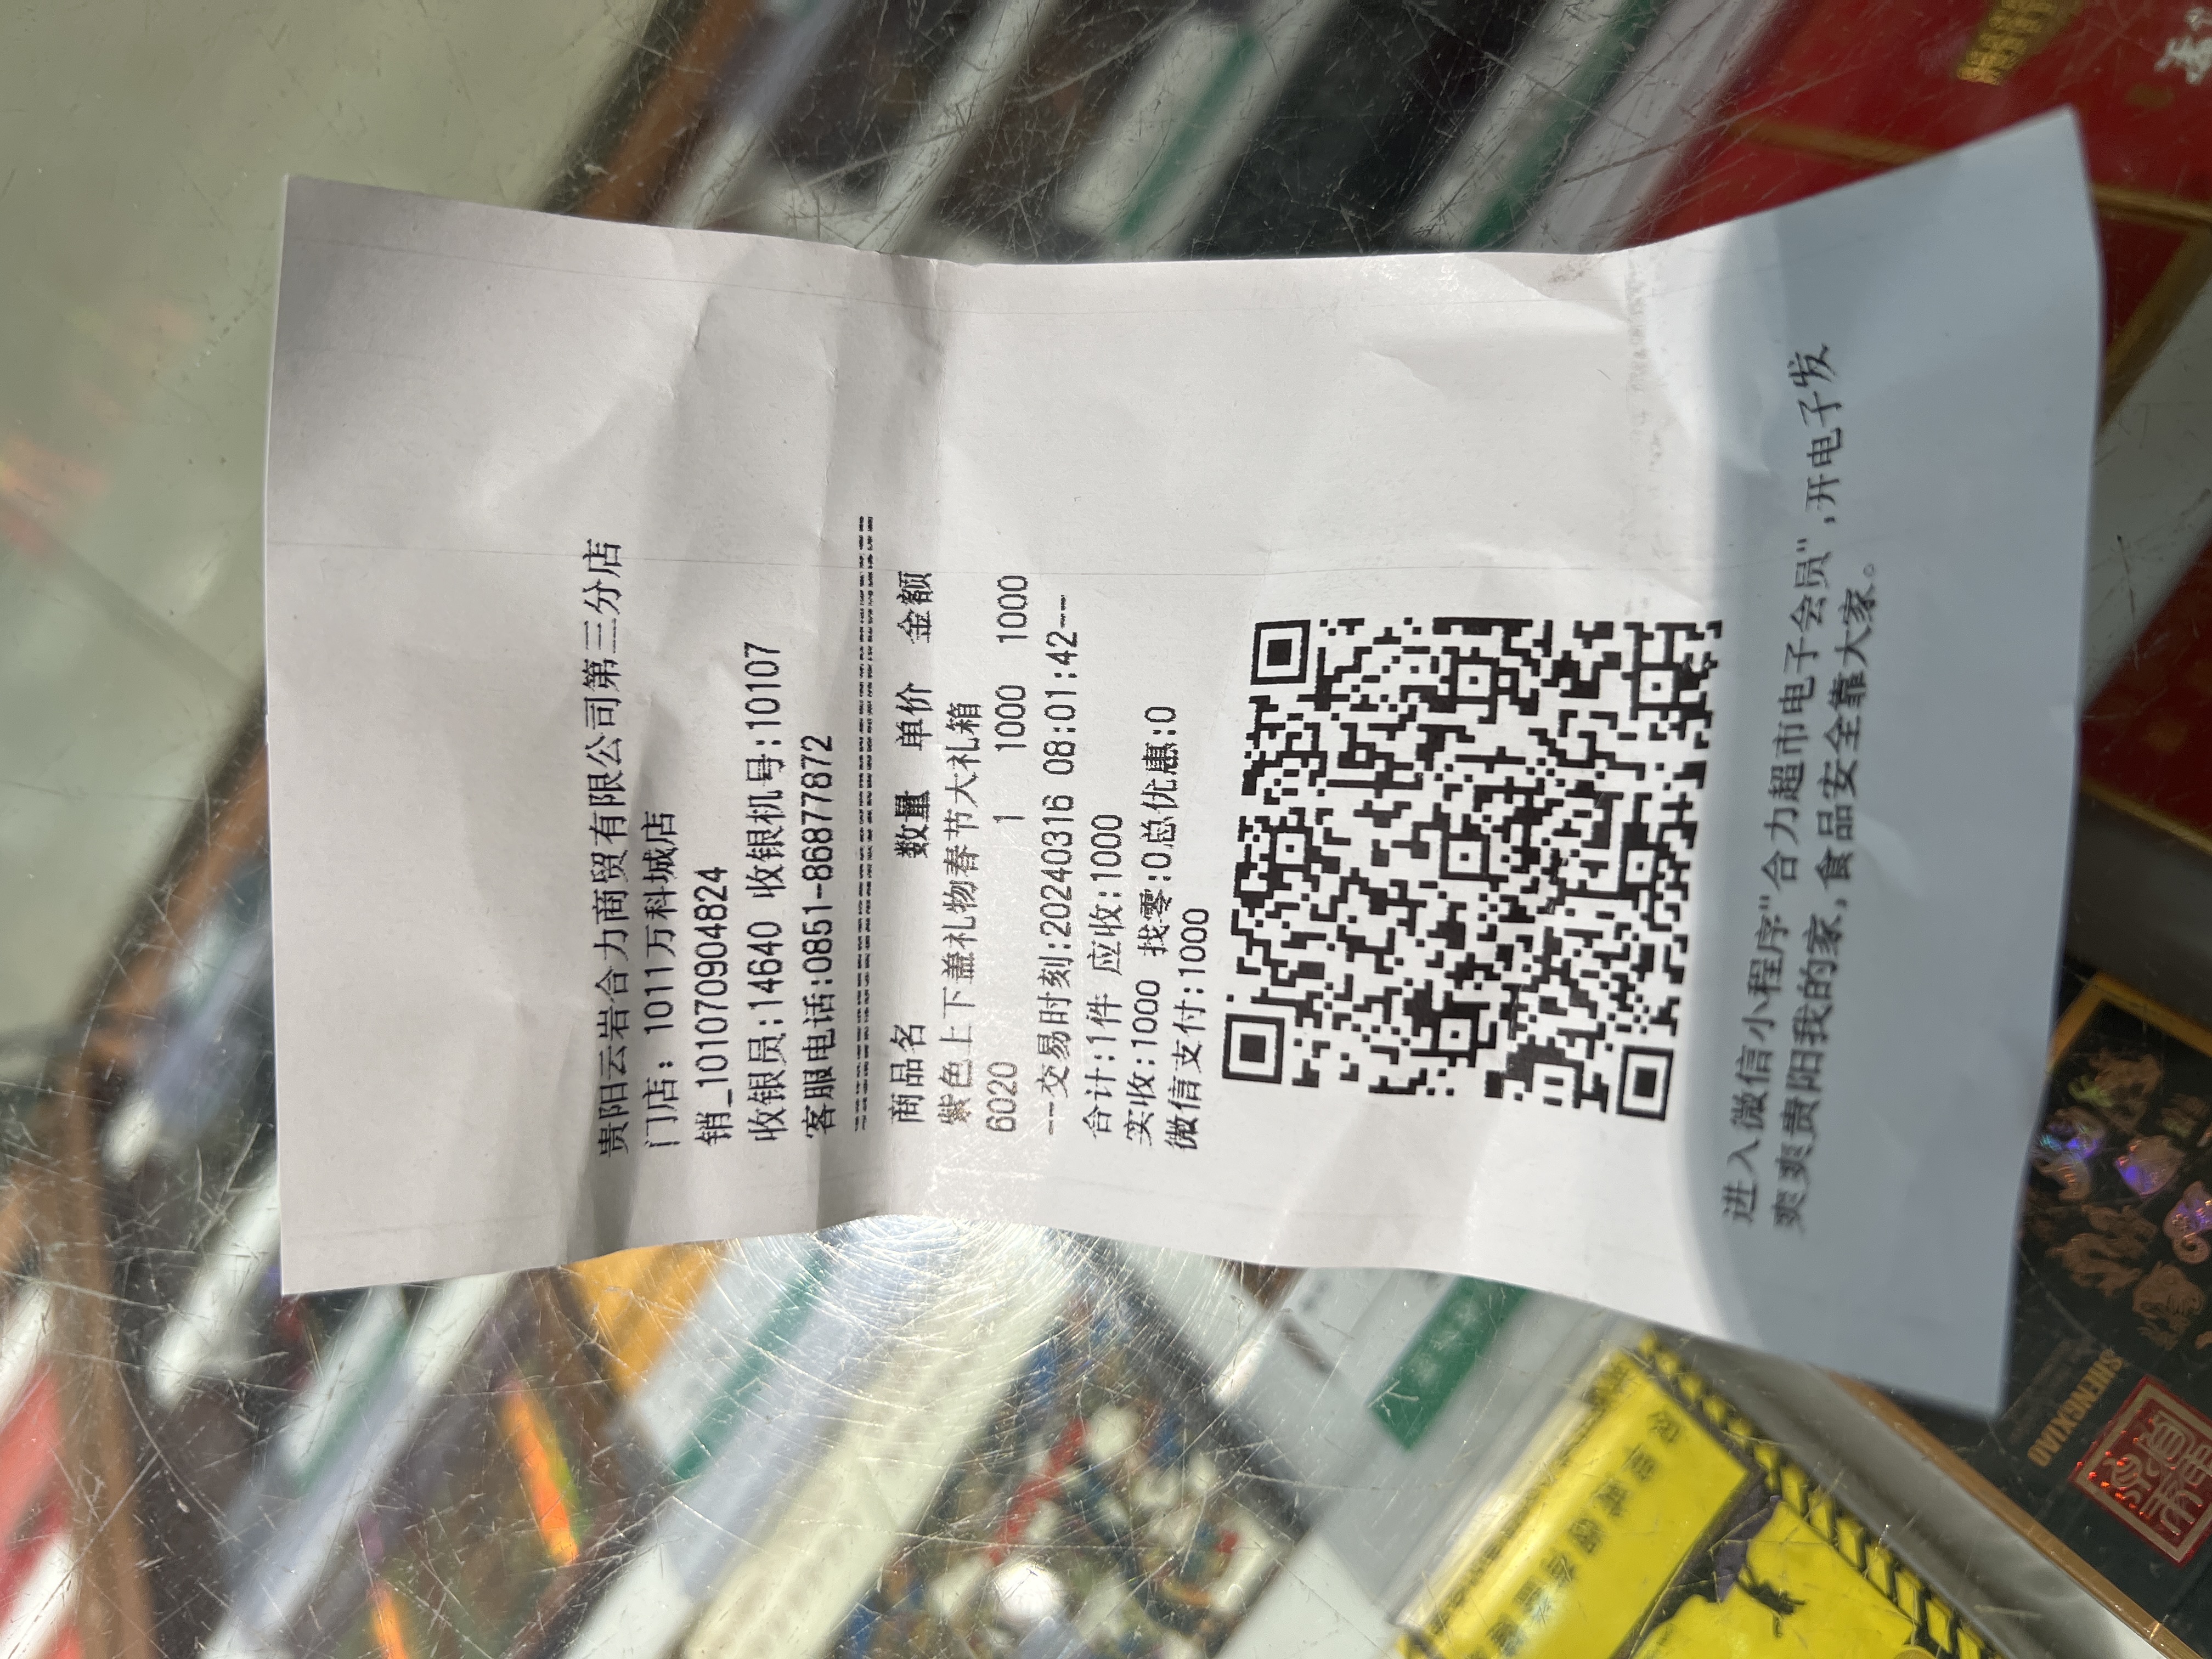 贵阳云岩合力商贸有限公司第三分店
门店: 1011万科城店
销_1010709904824
收银员:14640 收银机号:10107
客服电话:0851-86877872
商品名 数量 单价 金额
紫色上下盖礼物春节大礼箱
6020 1 1000 1000
--交易时刻:20240316 08:01:42--
合计:1件 应收:1000
实收:1000 找零:0总优惠:0
微信支付:1000
进入微信小程序"合力超市电子会员",开电子发
爽爽贵阳我的家,食品安全靠大家。
SHENGXIAO